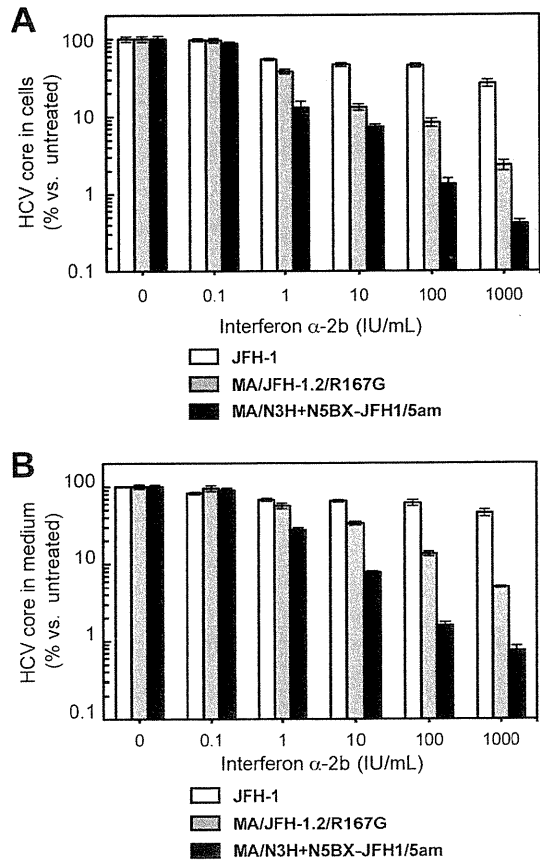 A
HCV core in cells
(% vs. untreated)
100
10
1
0.1
0 0.1 1 10 100 1000
Interferon α-2b (IU/mL)
JFH-1
MA/JFH-1.2/R167G
MA/N3H+N5BX-JFH1/5am
B
HCV core in medium
(% vs. untreated)
100
10
1
0.1
0 0.1 1 10 100 1000
Interferon α-2b (IU/mL)
JFH-1
MA/JFH-1.2/R167G
MA/N3H+N5BX-JFH1/5am